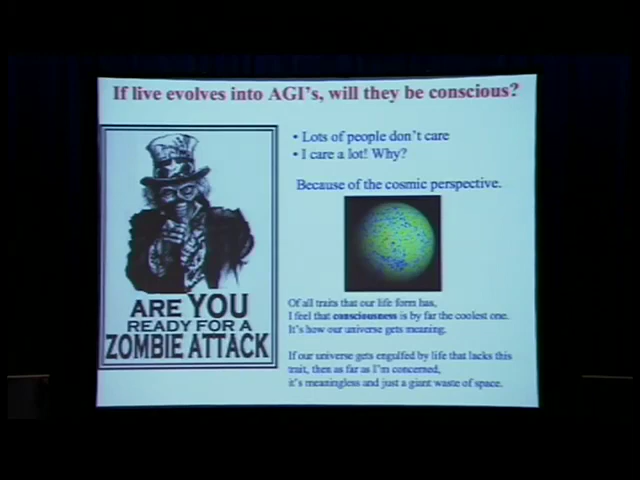 If live evolves into AGI's, will they be conscious?
• Lots of people don't care
• I care a lot! Why?
Because of the cosmic perspective.
ARE YOU
READY FOR A
ZOMBIE ATTACK
Of all traits that our life form has,
I feel that consciousness is by far the coolest one.
It's how our universe gets meaning.
If our universe gets engulfed by life that lacks this
trait, then as far as I'm concerned,
it's meaningless and just a giant waste of space.